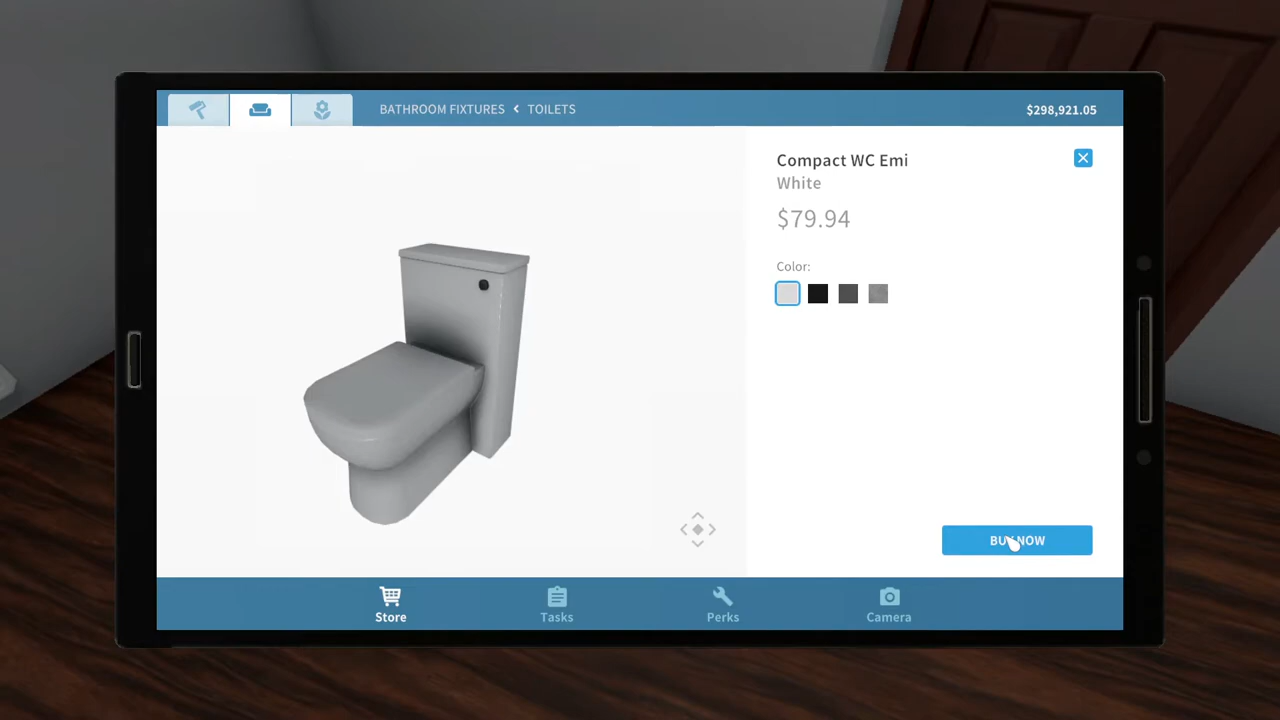 BATHROOM FIXTURES < TOILETS
$298,921.05
Compact WC Emi
White
$79.94
Color:
BUY NOW
Store
Tasks
Perks
Camera